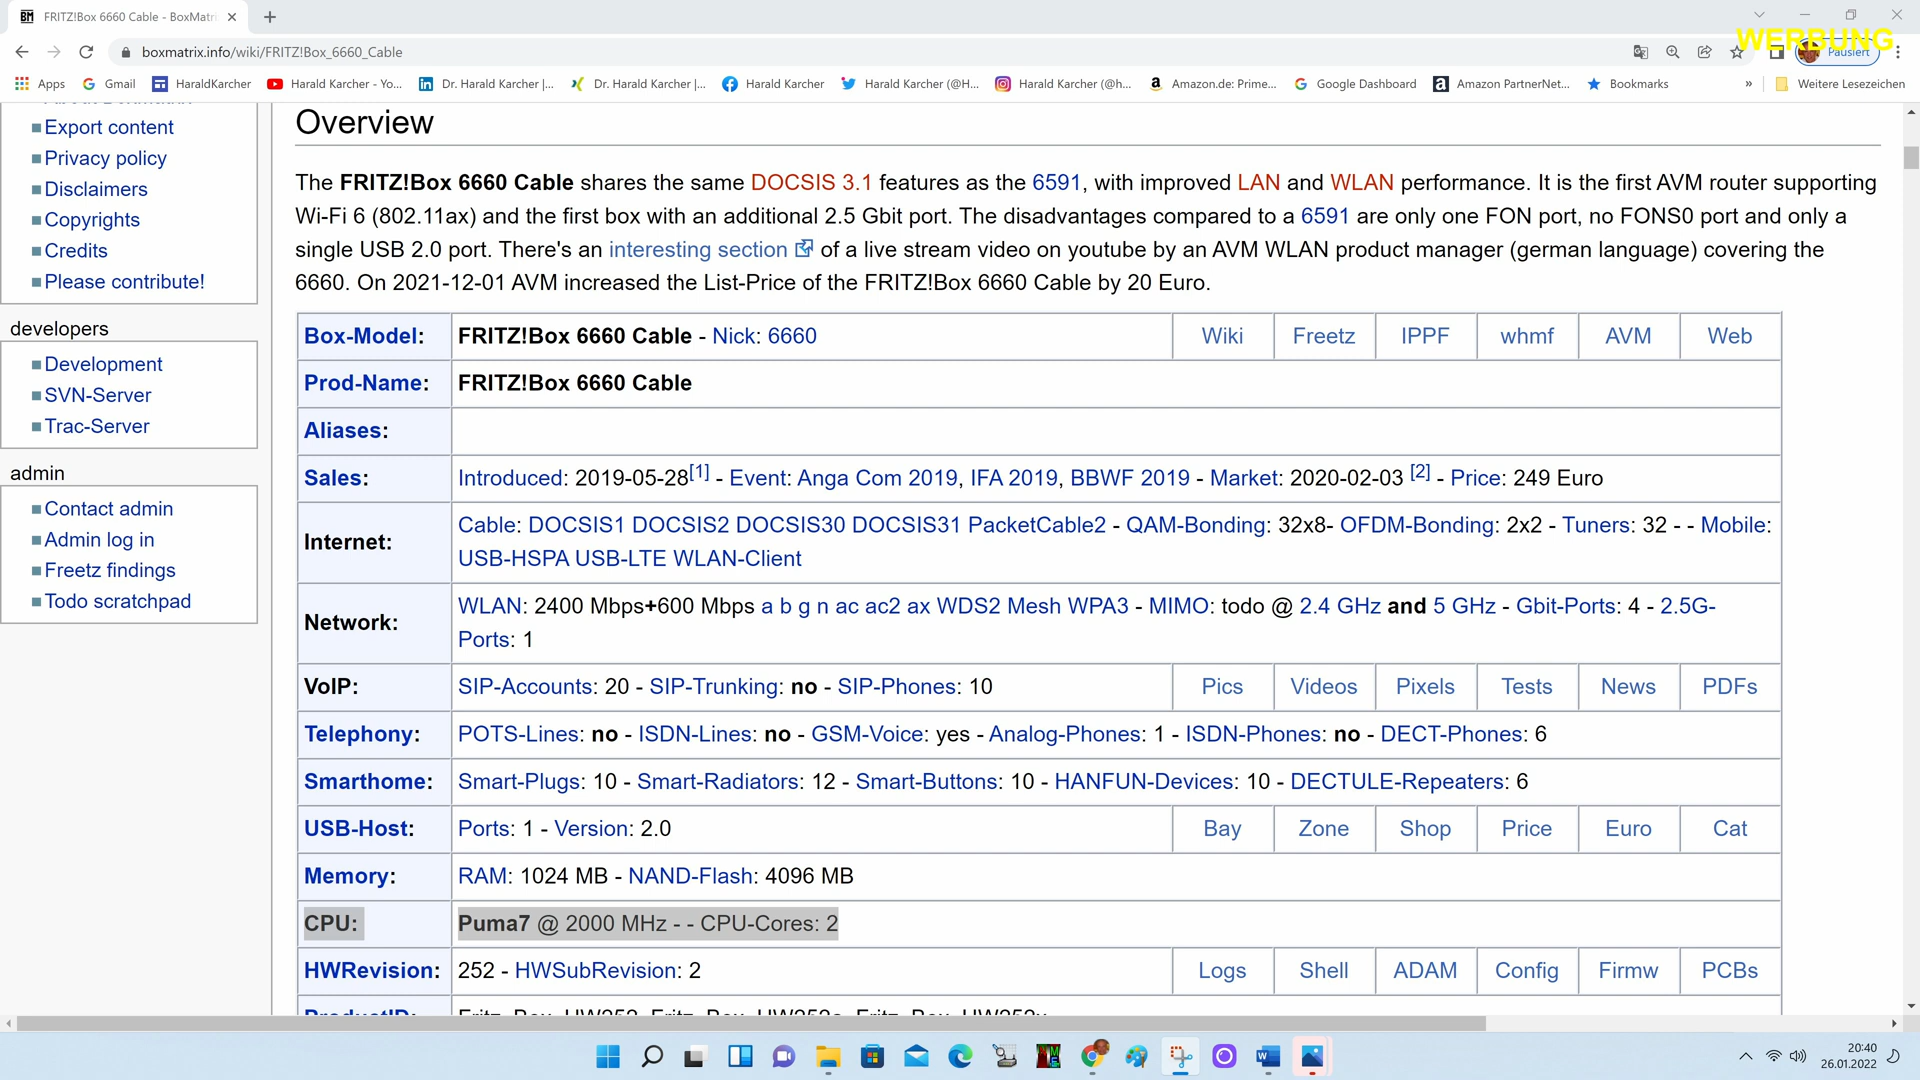 FRITZ!Box 6660 Cable - BoxMatri
WERBUNG
boxmatrix.info/wiki/FRITZ!Box_6660_Cable
Pausiert
Apps Gmail HaraldKarcher Harald Karcher - Yo... Dr. Harald Karcher |... Dr. Harald Karcher |... Harald Karcher Harald Karcher (@H... Harald Karcher (@h... Amazon.de: Prime... Google Dashboard Amazon PartnerNet... Bookmarks » Weitere Lesezeichen
Export content
Privacy policy
Disclaimers
Copyrights
Credits
Please contribute!
developers
Development
SVN-Server
Trac-Server
admin
Contact admin
Admin log in
Freetz findings
Todo scratchpad
Overview
The FRITZ!Box 6660 Cable shares the same DOCSIS 3.1 features as the 6591, with improved LAN and WLAN performance. It is the first AVM router supporting
Wi-Fi 6 (802.11ax) and the first box with an additional 2.5 Gbit port. The disadvantages compared to a 6591 are only one FON port, no FONS0 port and only a
single USB 2.0 port. There's an interesting section of a live stream video on youtube by an AVM WLAN product manager (german language) covering the
6660. On 2021-12-01 AVM increased the List-Price of the FRITZ!Box 6660 Cable by 20 Euro.
Box-Model: FRITZ!Box 6660 Cable - Nick: 6660 Wiki Freetz IPPF whmf AVM Web
Prod-Name: FRITZ!Box 6660 Cable
Aliases:
Sales: Introduced: 2019-05-28[1] - Event: Anga Com 2019, IFA 2019, BBWF 2019 - Market: 2020-02-03 [2] - Price: 249 Euro
Internet: Cable: DOCSIS1 DOCSIS2 DOCSIS30 DOCSIS31 PacketCable2 - QAM-Bonding: 32x8- OFDM-Bonding: 2x2 - Tuners: 32 - - Mobile:
USB-HSPA USB-LTE WLAN-Client
Network: WLAN: 2400 Mbps+600 Mbps a b g n ac ac2 ax WDS2 Mesh WPA3 - MIMO: todo @ 2.4 GHz and 5 GHz - Gbit-Ports: 4 - 2.5G-
Ports: 1
VoIP: SIP-Accounts: 20 - SIP-Trunking: no - SIP-Phones: 10 Pics Videos Pixels Tests News PDFs
Telephony: POTS-Lines: no - ISDN-Lines: no - GSM-Voice: yes - Analog-Phones: 1 - ISDN-Phones: no - DECT-Phones: 6
Smarthome: Smart-Plugs: 10 - Smart-Radiators: 12 - Smart-Buttons: 10 - HANFUN-Devices: 10 - DECTULE-Repeaters: 6
USB-Host: Ports: 1 - Version: 2.0 Bay Zone Shop Price Euro Cat
Memory: RAM: 1024 MB - NAND-Flash: 4096 MB
CPU: Puma7 @ 2000 MHz - - CPU-Cores: 2
HWRevision: 252 - HWSubRevision: 2 Logs Shell ADAM Config Firmw PCBs
20:40
26.01.2022